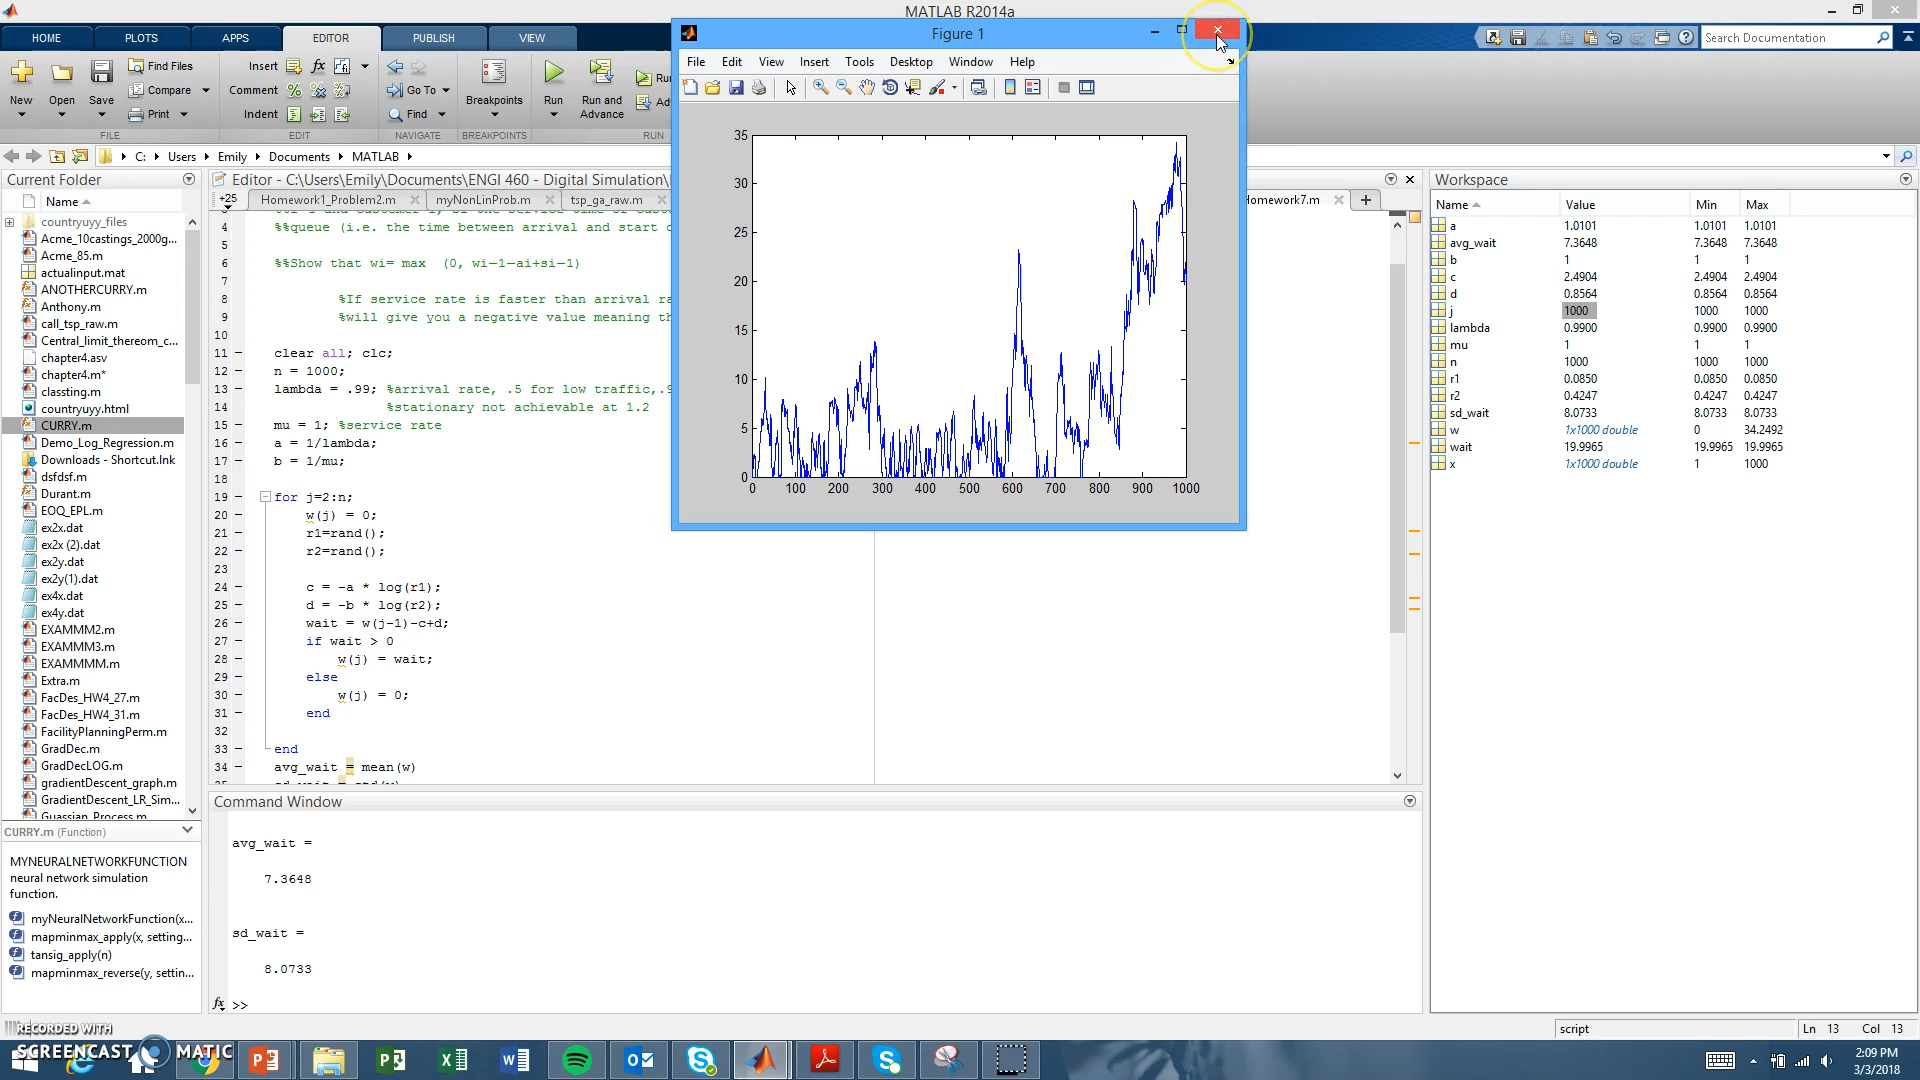 MATLAB R2014a
HOME PLOTS APPS EDITOR PUBLISH VIEW
Search Documentation
New Open Save
Find Files
Compare
Print
FILE
Insert
Comment
Indent
EDIT
Go To
Find
NAVIGATE
Breakpoints
BREAKPOINTS
Run
Run and
Advance
RUN
C: Users Emily Documents MATLAB
Current Folder
Name
countryuyy_files
Acme_10castings_2000g...
Acme_85.m
actualinput.mat
ANOTHERCURRY.m
Anthony.m
call_tsp_raw.m
Central_limit_thereom_c...
chapter4.asv
chapter4.m*
classting.m
countryuyy.html
CURRY.m
Demo_Log_Regression.m
Downloads - Shortcut.lnk
dsfdsf.m
Durant.m
EOQ_EPL.m
ex2x.dat
ex2x (2).dat
ex2y.dat
ex2y(1).dat
ex4x.dat
ex4y.dat
EXAMMM2.m
EXAMMM3.m
EXAMMMM.m
Extra.m
FacDes_HW4_27.m
FacDes_HW4_31.m
FacilityPlanningPerm.m
GradDec.m
GradDecLOG.m
gradientDescent_graph.m
GradientDescent_LR_Sim...
Guassian_Process.m
CURRY.m (Function)
MYNEURALNETWORKFUNCTION
neural network simulation
function.
myNeuralNetworkFunction(x...
mapminmax_apply(x, setting...
tansig_apply(n)
mapminmax_reverse(y, settin...
Editor - C:\Users\Emily\Documents\ENGI 460 - Digital Simulation\
+25 Homework1_Problem2.m myNonLinProb.m tsp_ga_raw.m Homework7.m
4 %%queue (i.e. the time between arrival and start o
5
6 %%Show that wi= max (0, wi−1−ai+si−1)
7
8 %If service rate is faster than arrival ra
9 %will give you a negative value meaning th
10
11 clear all; clc;
12 n = 1000;
13 lambda = .99; %arrival rate, .5 for low traffic,.9
14 %stationary not achievable at 1.2
15 mu = 1; %service rate
16 a = 1/lambda;
17 b = 1/mu;
18
19 for j=2:n;
20 w(j) = 0;
21 r1=rand();
22 r2=rand();
23
24 c = -a * log(r1);
25 d = -b * log(r2);
26 wait = w(j-1)-c+d;
27 if wait > 0
28 w(j) = wait;
29 else
30 w(j) = 0;
31 end
32
33 end
34 avg_wait = mean(w)
Figure 1
File Edit View Insert Tools Desktop Window Help
35
30
25
20
15
10
5
0
0 100 200 300 400 500 600 700 800 900 1000
Command Window
avg_wait =
7.3648
sd_wait =
8.0733
fx >>
Workspace
Name Value Min Max
a 1.0101 1.0101 1.0101
avg_wait 7.3648 7.3648 7.3648
b 1 1 1
c 2.4904 2.4904 2.4904
d 0.8564 0.8564 0.8564
j 1000 1000 1000
lambda 0.9900 0.9900 0.9900
mu 1 1 1
n 1000 1000 1000
r1 0.0850 0.0850 0.0850
r2 0.4247 0.4247 0.4247
sd_wait 8.0733 8.0733 8.0733
w 1x1000 double 0 34.2492
wait 19.9965 19.9965 19.9965
x 1x1000 double 1 1000
script Ln 13 Col 13
RECORDED WITH
SCREENCAST MATIC
2:09 PM
3/3/2018